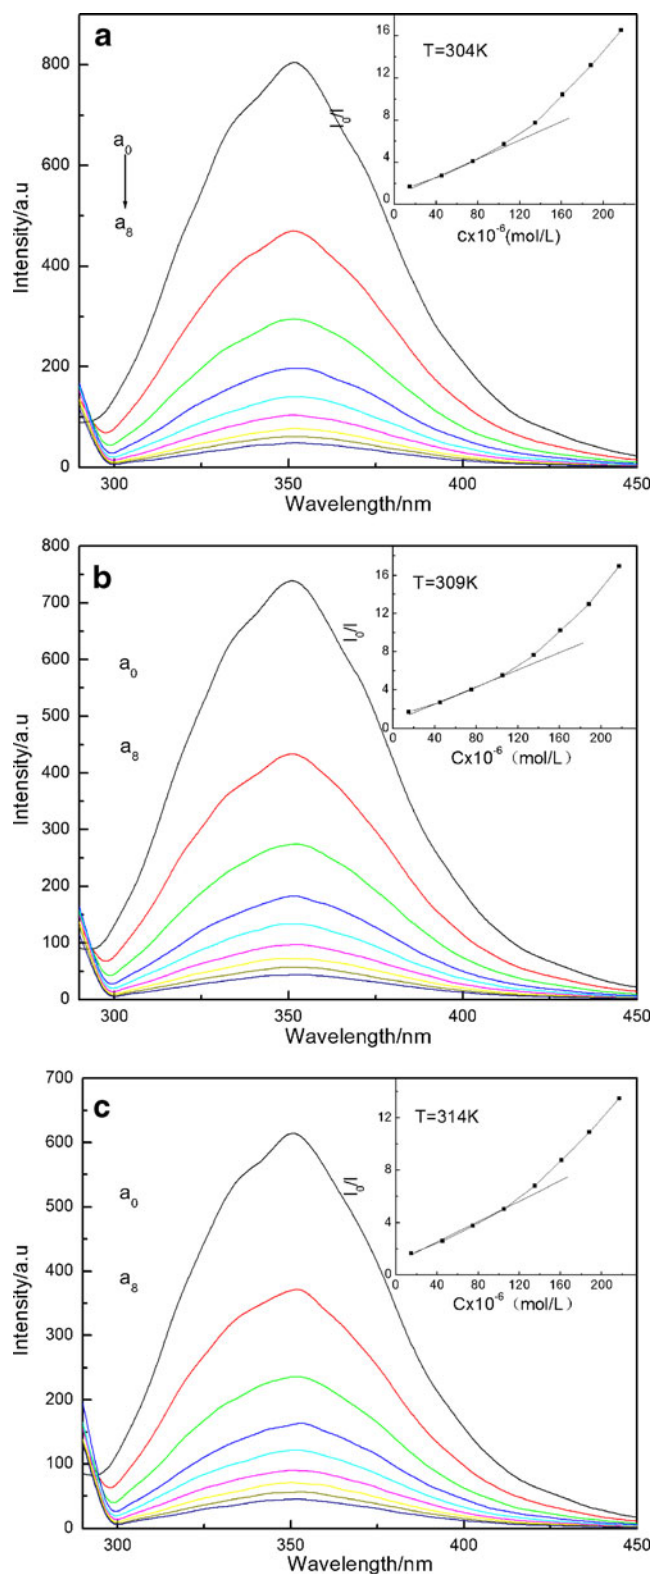 a
T=304K
I₀/I
16
12
8
4
0
0 40 80 120 160 200
Cx10⁻⁶(mol/L)
a₀
a₈
Intensity/a.u
800
600
400
200
0
300 350 400 450
Wavelength/nm
b
T=309K
I₀/I
16
12
8
4
0
0 40 80 120 160 200
Cx10⁻⁶（mol/L）
a₀
a₈
Intensity/a.u
800
700
600
500
400
300
200
100
0
300 350 400 450
Wavelength/nm
c
T=314K
I₀/I
12
8
4
0
0 40 80 120 160 200
Cx10⁻⁶（mol/L）
a₀
a₈
Intensity/a.u
700
600
500
400
300
200
100
0
300 350 400 450
Wavelength/nm